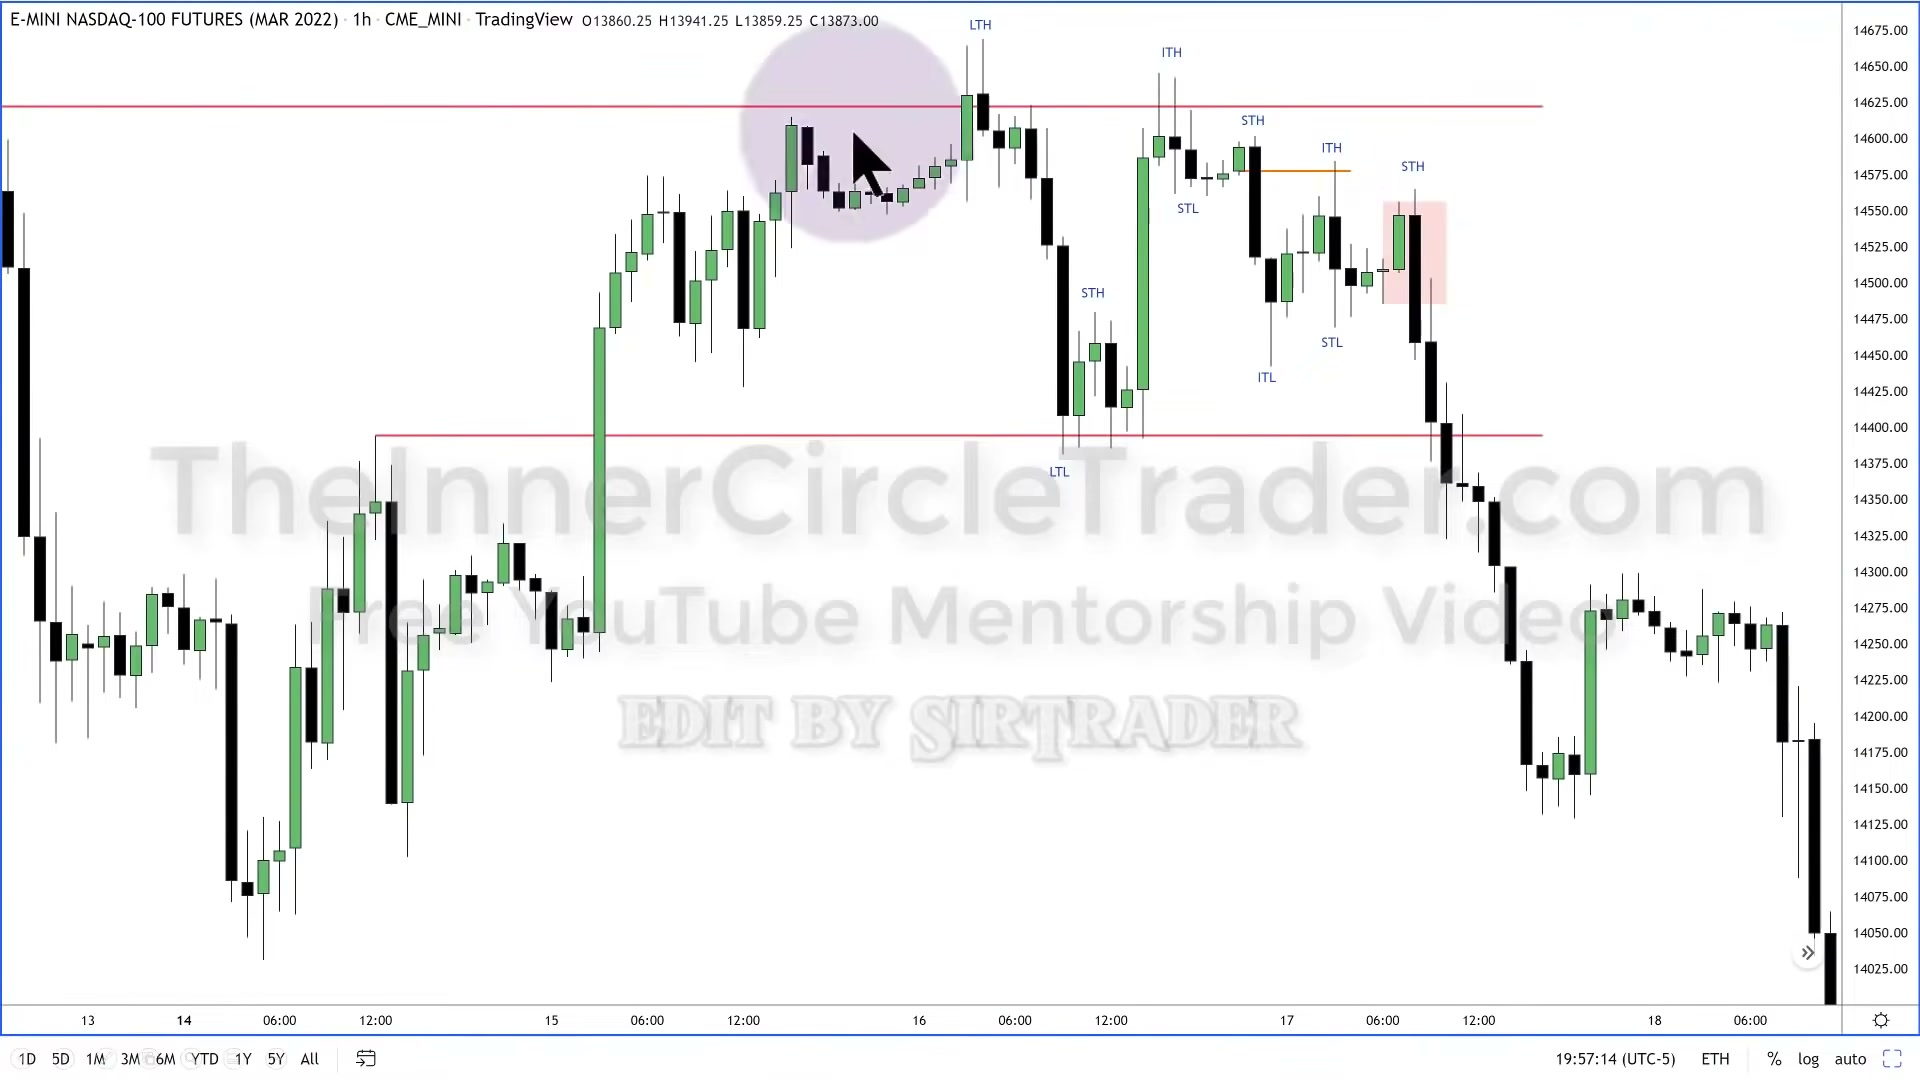 E-MINI NASDAQ-100 FUTURES (MAR 2022) · 1h · CME_MINI · TradingView O13860.25 H13941.25 L13859.25 C13873.00
LTH
ITH
STH
ITH
STH
STL
STH
STL
ITL
LTL
14675.00
14650.00
14625.00
14600.00
14575.00
14550.00
14525.00
14500.00
14475.00
14450.00
14425.00
14400.00
14375.00
14350.00
14325.00
14300.00
14275.00
14250.00
14225.00
14200.00
14175.00
14150.00
14125.00
14100.00
14075.00
14050.00
14025.00
TheInnerCircleTrader.com
Free YouTube Mentorship Video
EDIT BY SIRTRADER
13 14 06:00 12:00 15 06:00 12:00 16 06:00 12:00 17 06:00 12:00 18 06:00
1D 5D 1M 3M 6M YTD 1Y 5Y All 19:57:14 (UTC-5) ETH % log auto